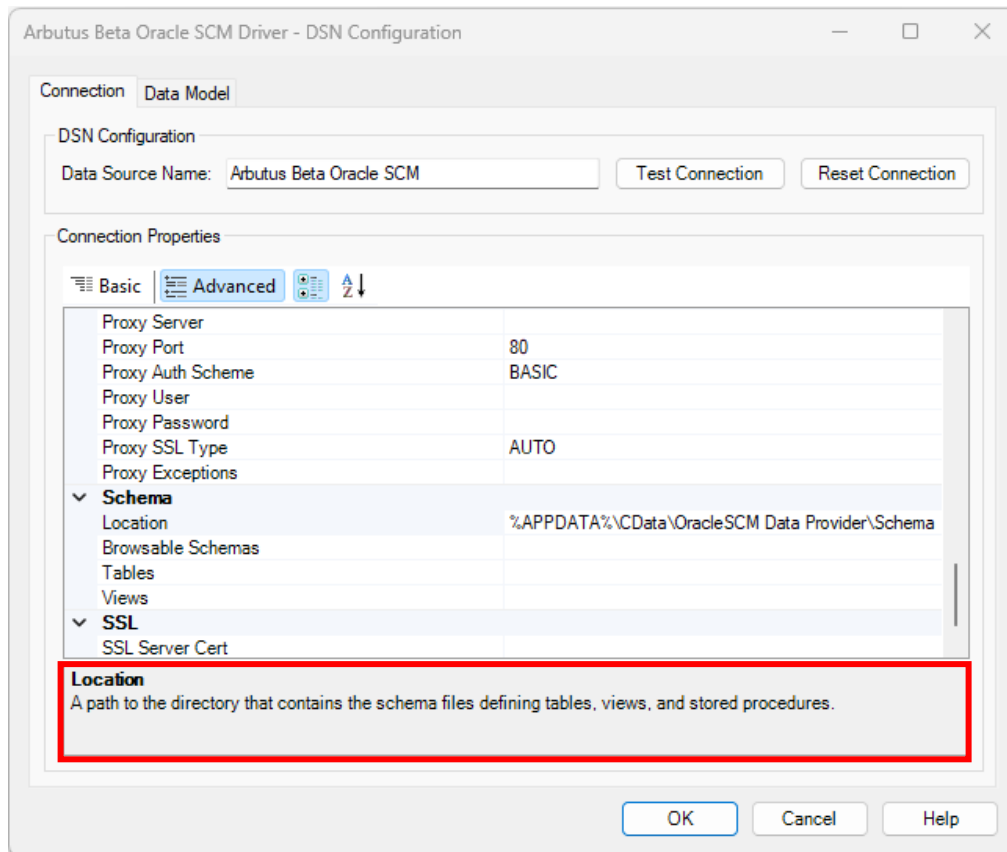 Arbutus Beta Oracle SCM Driver - DSN Configuration
Connection Data Model
DSN Configuration
Data Source Name: Arbutus Beta Oracle SCM Test Connection Reset Connection
Connection Properties
Basic Advanced AZ
Proxy Server
Proxy Port 80
Proxy Auth Scheme BASIC
Proxy User
Proxy Password
Proxy SSL Type AUTO
Proxy Exceptions
Schema
Location %APPDATA%\CData\OracleSCM Data Provider\Schema
Browsable Schemas
Tables
Views
SSL
SSL Server Cert
Location
A path to the directory that contains the schema files defining tables, views, and stored procedures.
OK Cancel Help